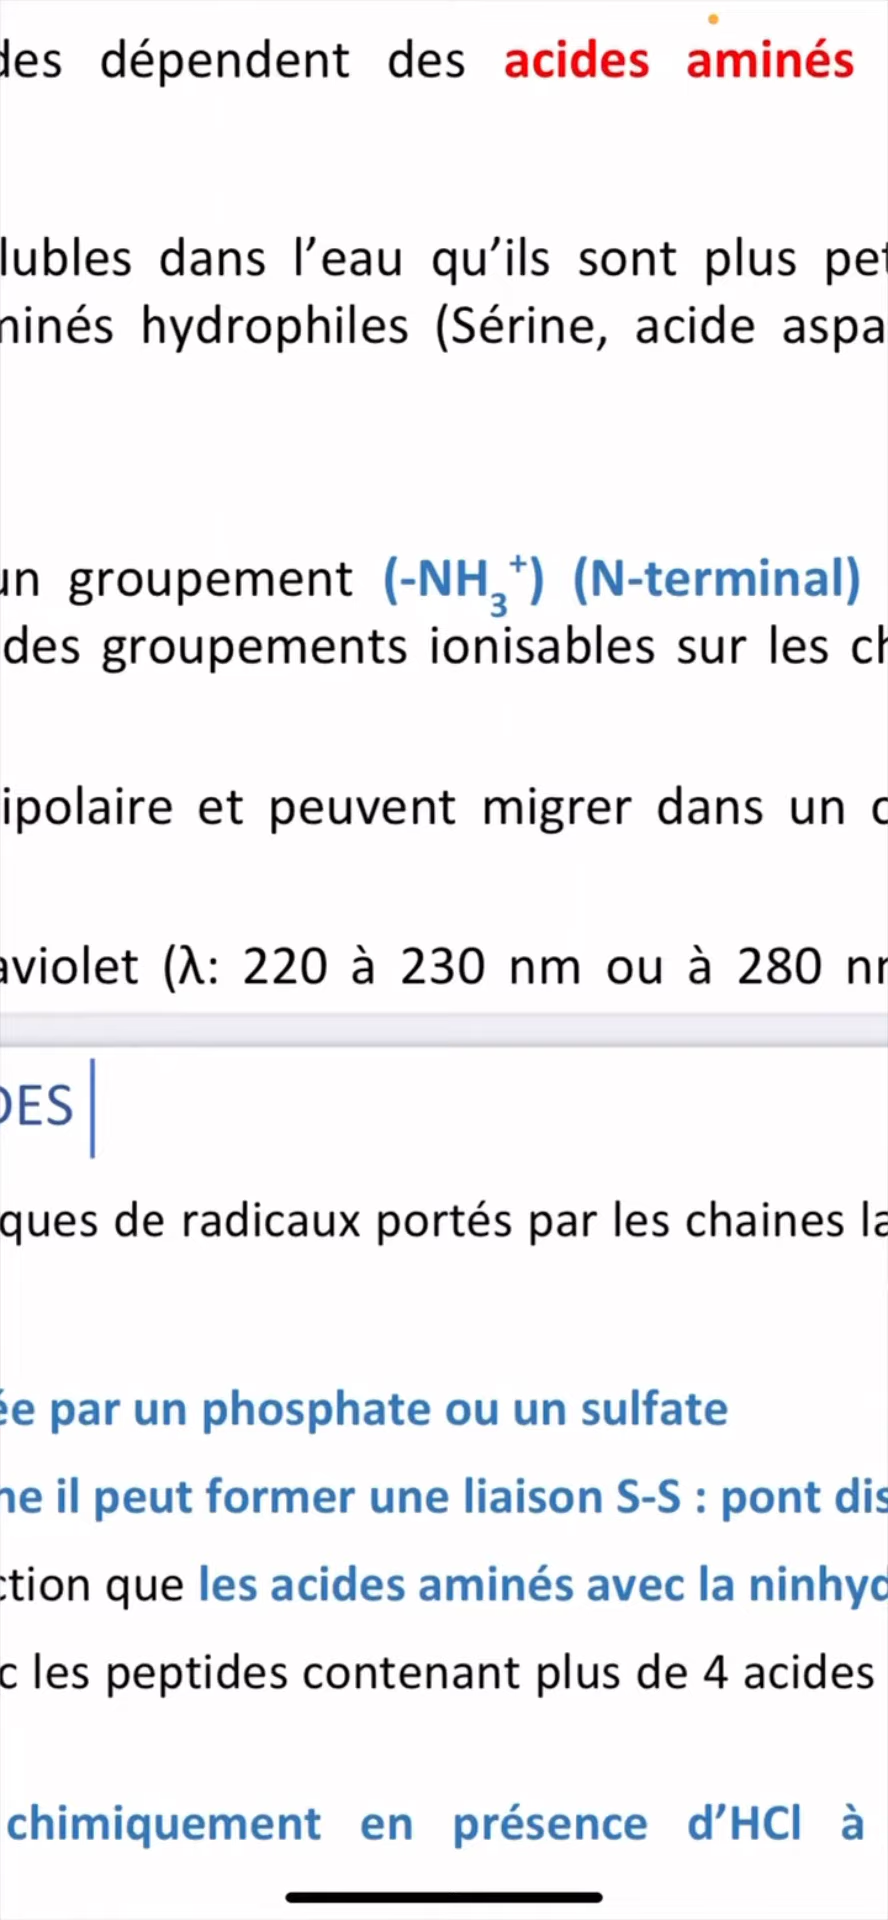 des dépendent des acides aminés
lubles dans l’eau qu’ils sont plus pet
minés hydrophiles (Sérine, acide aspa
un groupement (-NH₃⁺) (N-terminal)
des groupements ionisables sur les ch
ipolaire et peuvent migrer dans un c
aviolet (λ: 220 à 230 nm ou à 280 nm
DES
ques de radicaux portés par les chaines la
ée par un phosphate ou un sulfate
ne il peut former une liaison S-S : pont dis
ction que les acides aminés avec la ninhyd
c les peptides contenant plus de 4 acides
chimiquement en présence d’HCl à